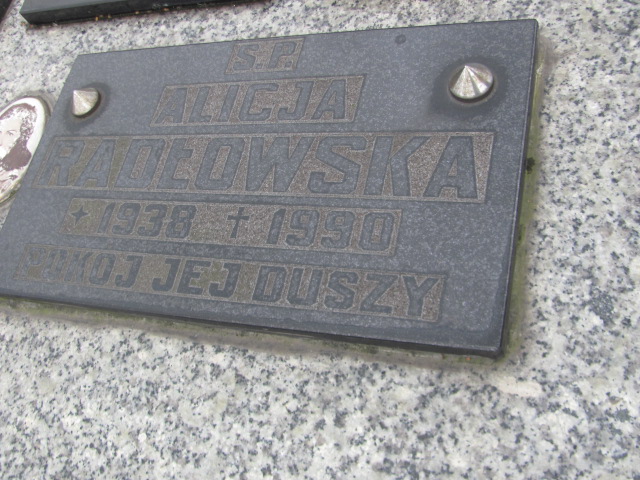 Ś.P.
ALICJA
RADŁOWSKA
✦ 1938 ✝ 1990
POKÓJ JEJ DUSZY